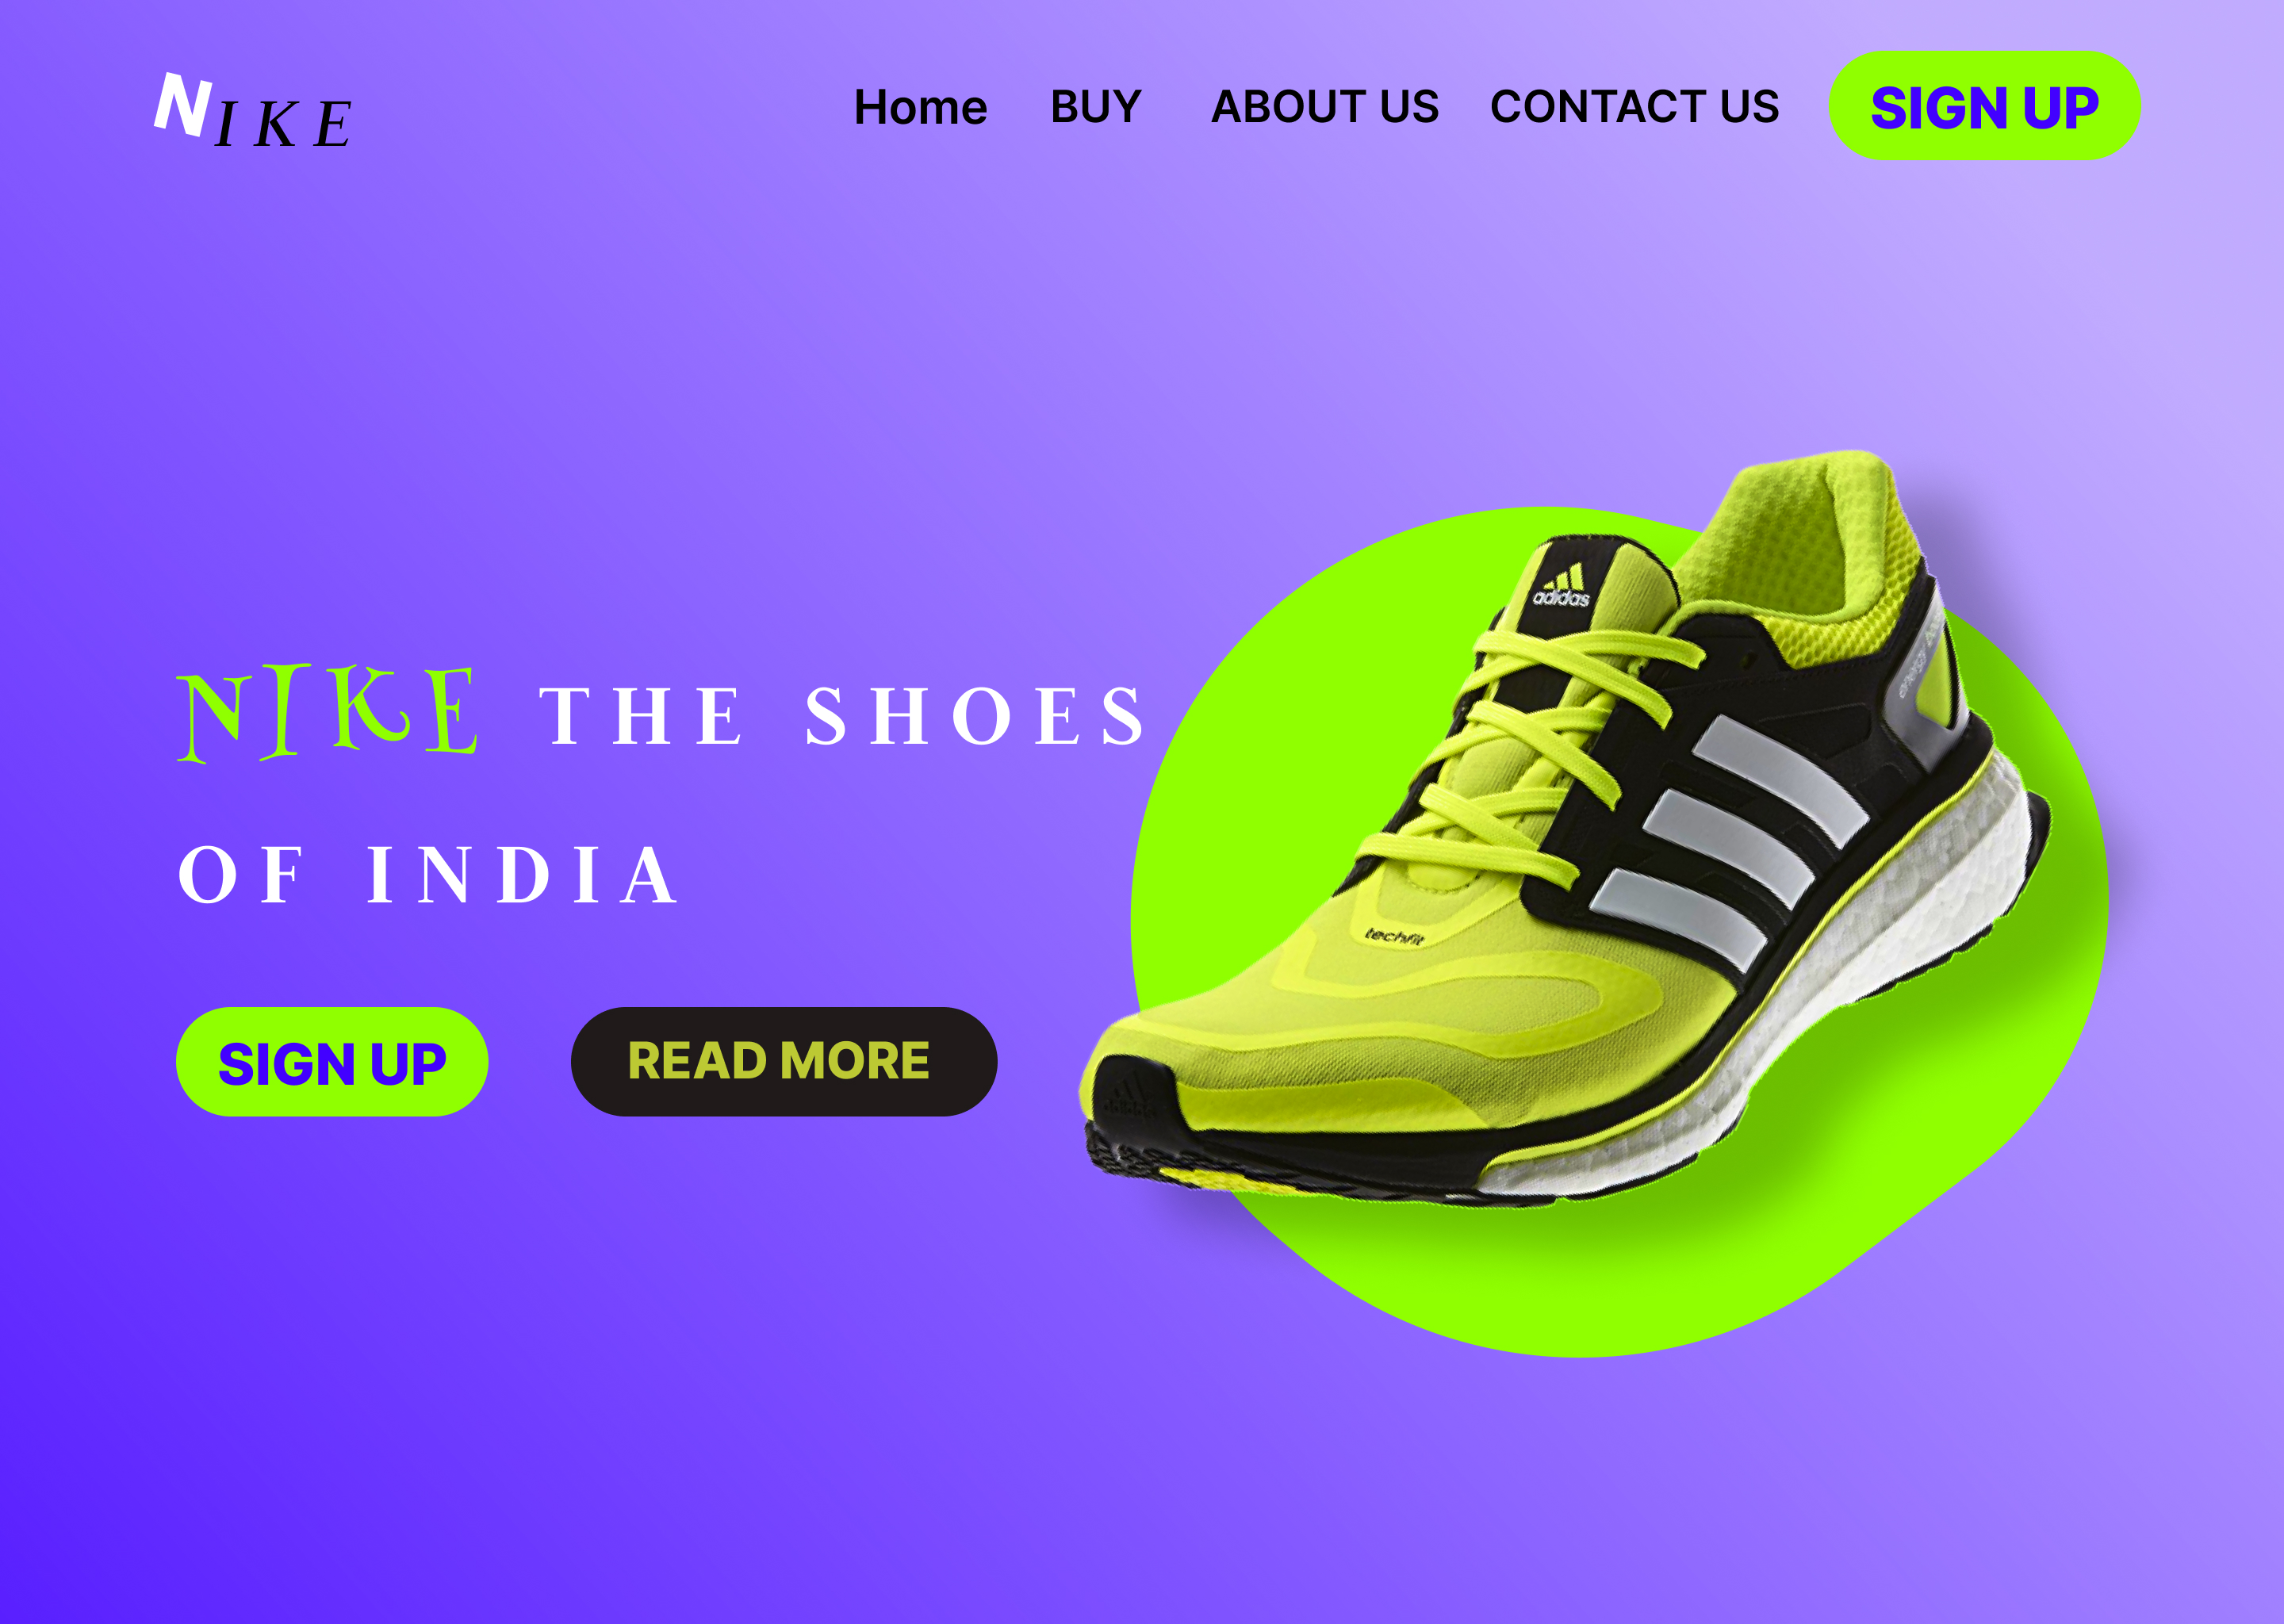 NIKE
Home BUY ABOUT US CONTACT US SIGN UP
adidas
NIKE THE SHOES
OF INDIA
techfit
SIGN UP READ MORE